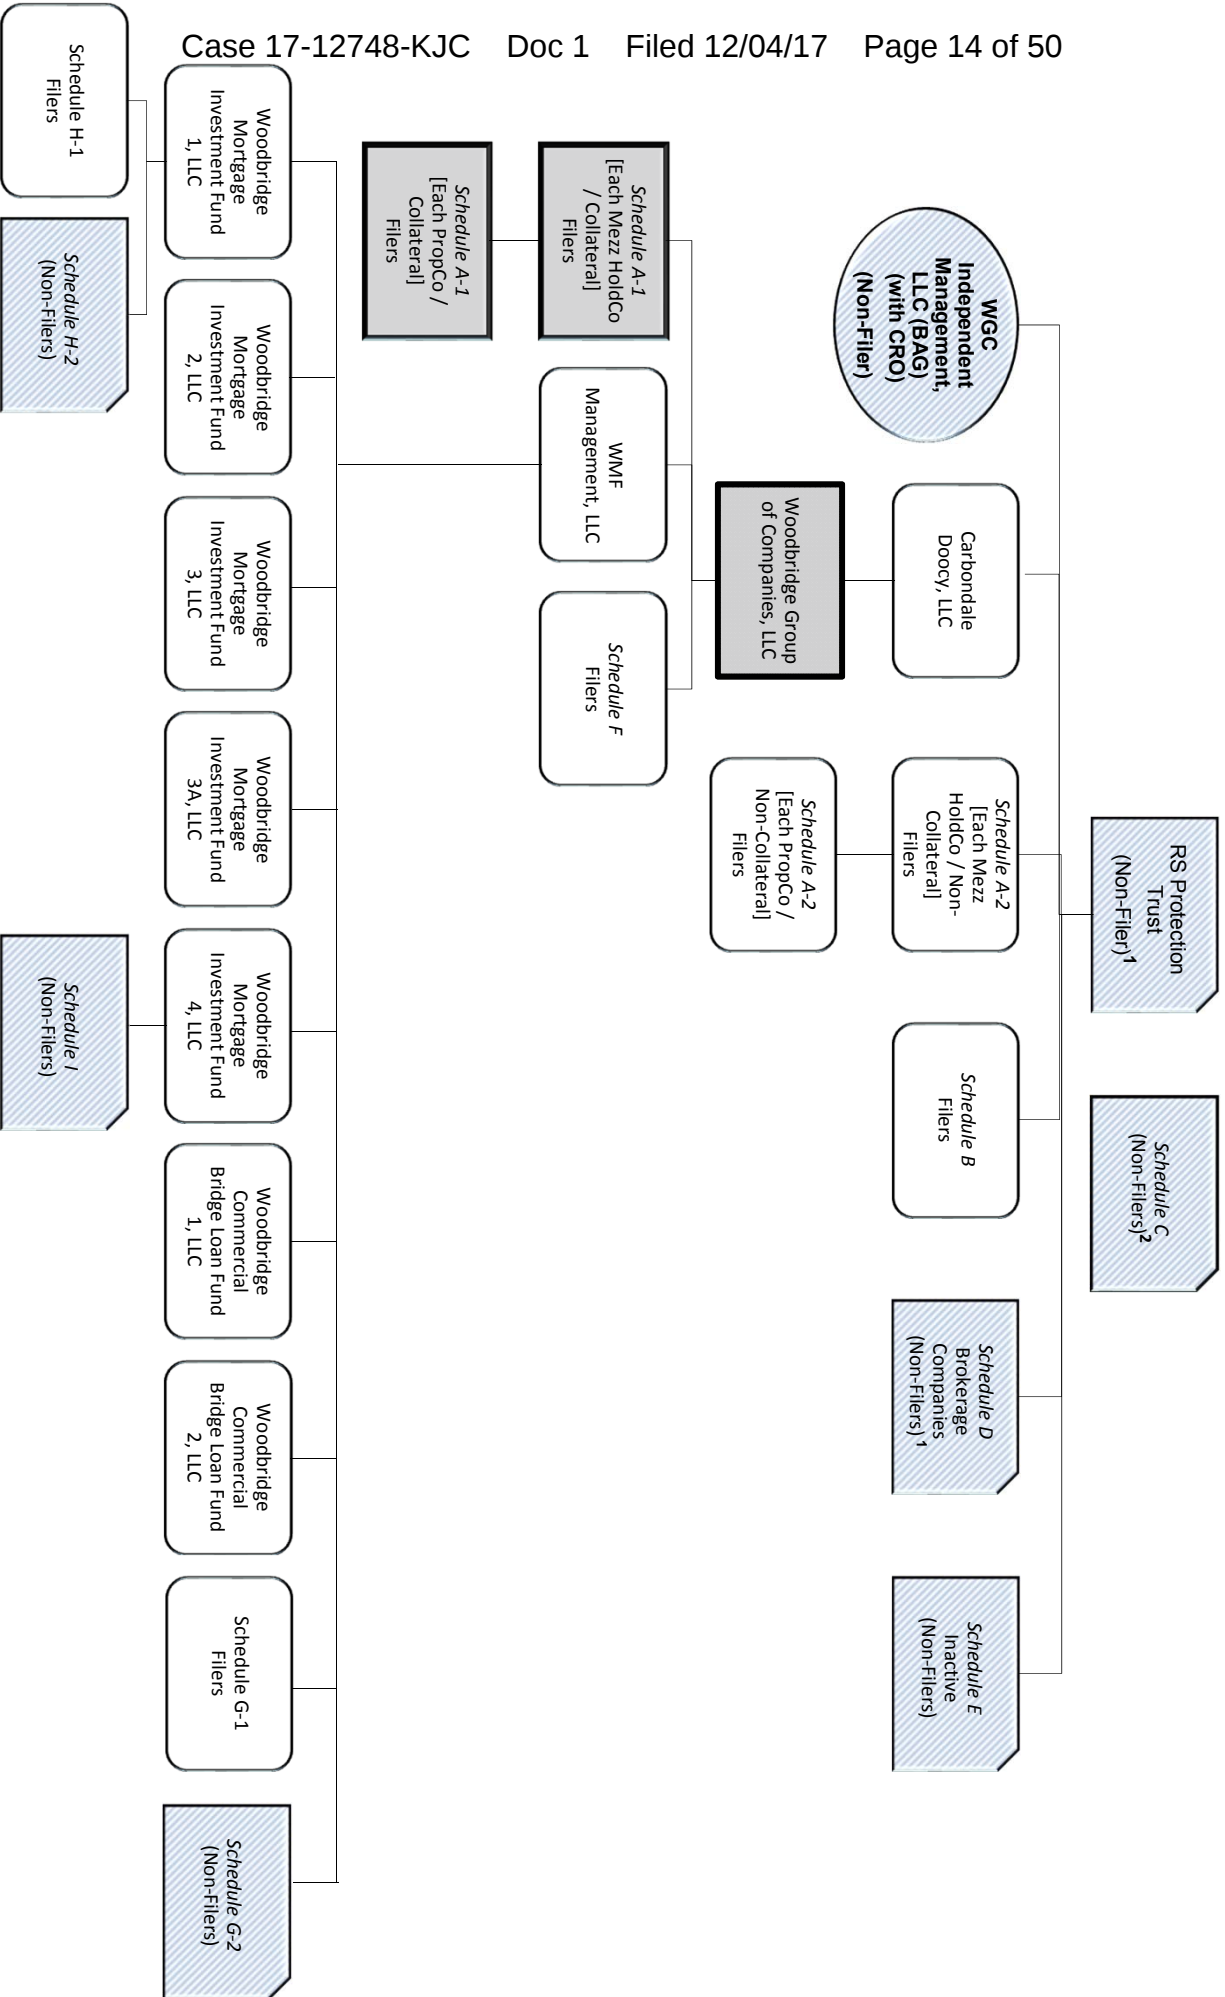 Case 17-12748-KJC Doc 1 Filed 12/04/17 Page 14 of 50
RS Protection
Trust
(Non-Filer)¹
Schedule C
(Non-Filers)²
WGC
Independent
Management,
LLC (BAG)
(with CRO)
(Non-Filer)
Carbondale
Doocy, LLC
Schedule A-2
[Each Mezz
HoldCo / Non-
Collateral]
Filers
Schedule B
Filers
Schedule D
Brokerage
Companies
(Non-Filers) ¹
Schedule E
Inactive
(Non-Filers)
Woodbridge Group
of Companies, LLC
Schedule A-2
[Each PropCo /
Non-Collateral]
Filers
Schedule A-1
[Each Mezz HoldCo
/ Collateral]
Filers
WMF
Management, LLC
Schedule F
Filers
Schedule A-1
[Each PropCo /
Collateral]
Filers
Woodbridge
Mortgage
Investment Fund
1, LLC
Woodbridge
Mortgage
Investment Fund
2, LLC
Woodbridge
Mortgage
Investment Fund
3, LLC
Woodbridge
Mortgage
Investment Fund
3A, LLC
Woodbridge
Mortgage
Investment Fund
4, LLC
Woodbridge
Commercial
Bridge Loan Fund
1, LLC
Woodbridge
Commercial
Bridge Loan Fund
2, LLC
Schedule G-1
Filers
Schedule G-2
(Non-Filers)
Schedule H-1
Filers
Schedule H-2
(Non-Filers)
Schedule I
(Non-Filers)